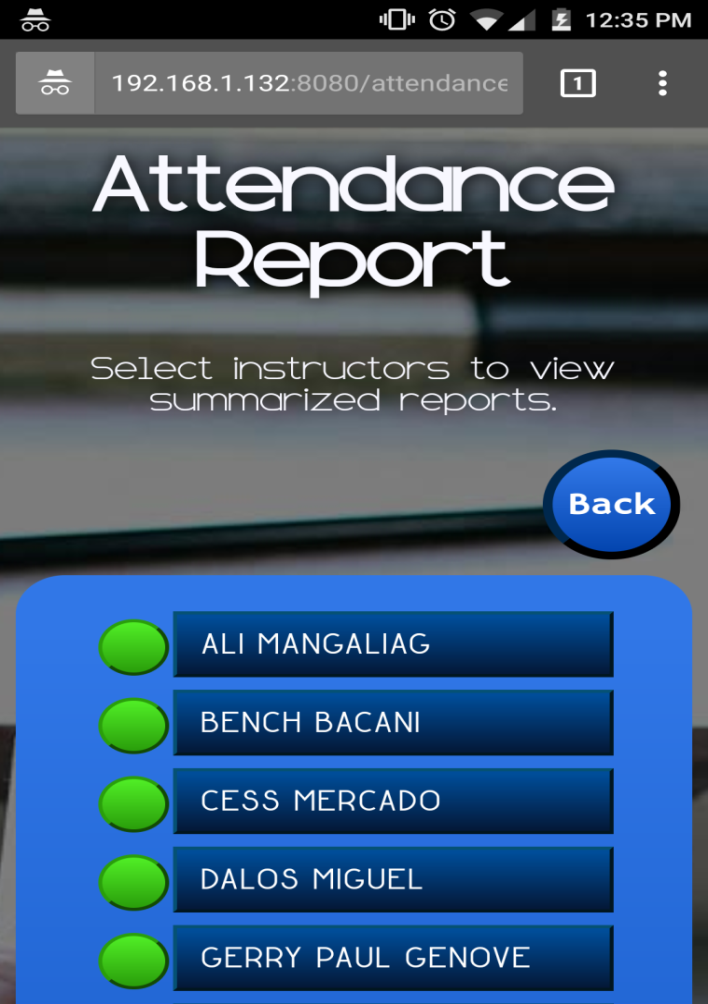 12:35 PM
192.168.1.132:8080/attendance
1
Attendance
Report
Select instructors to view
summarized reports.
Back
ALI MANGALIAG
BENCH BACANI
CESS MERCADO
DALOS MIGUEL
GERRY PAUL GENOVE